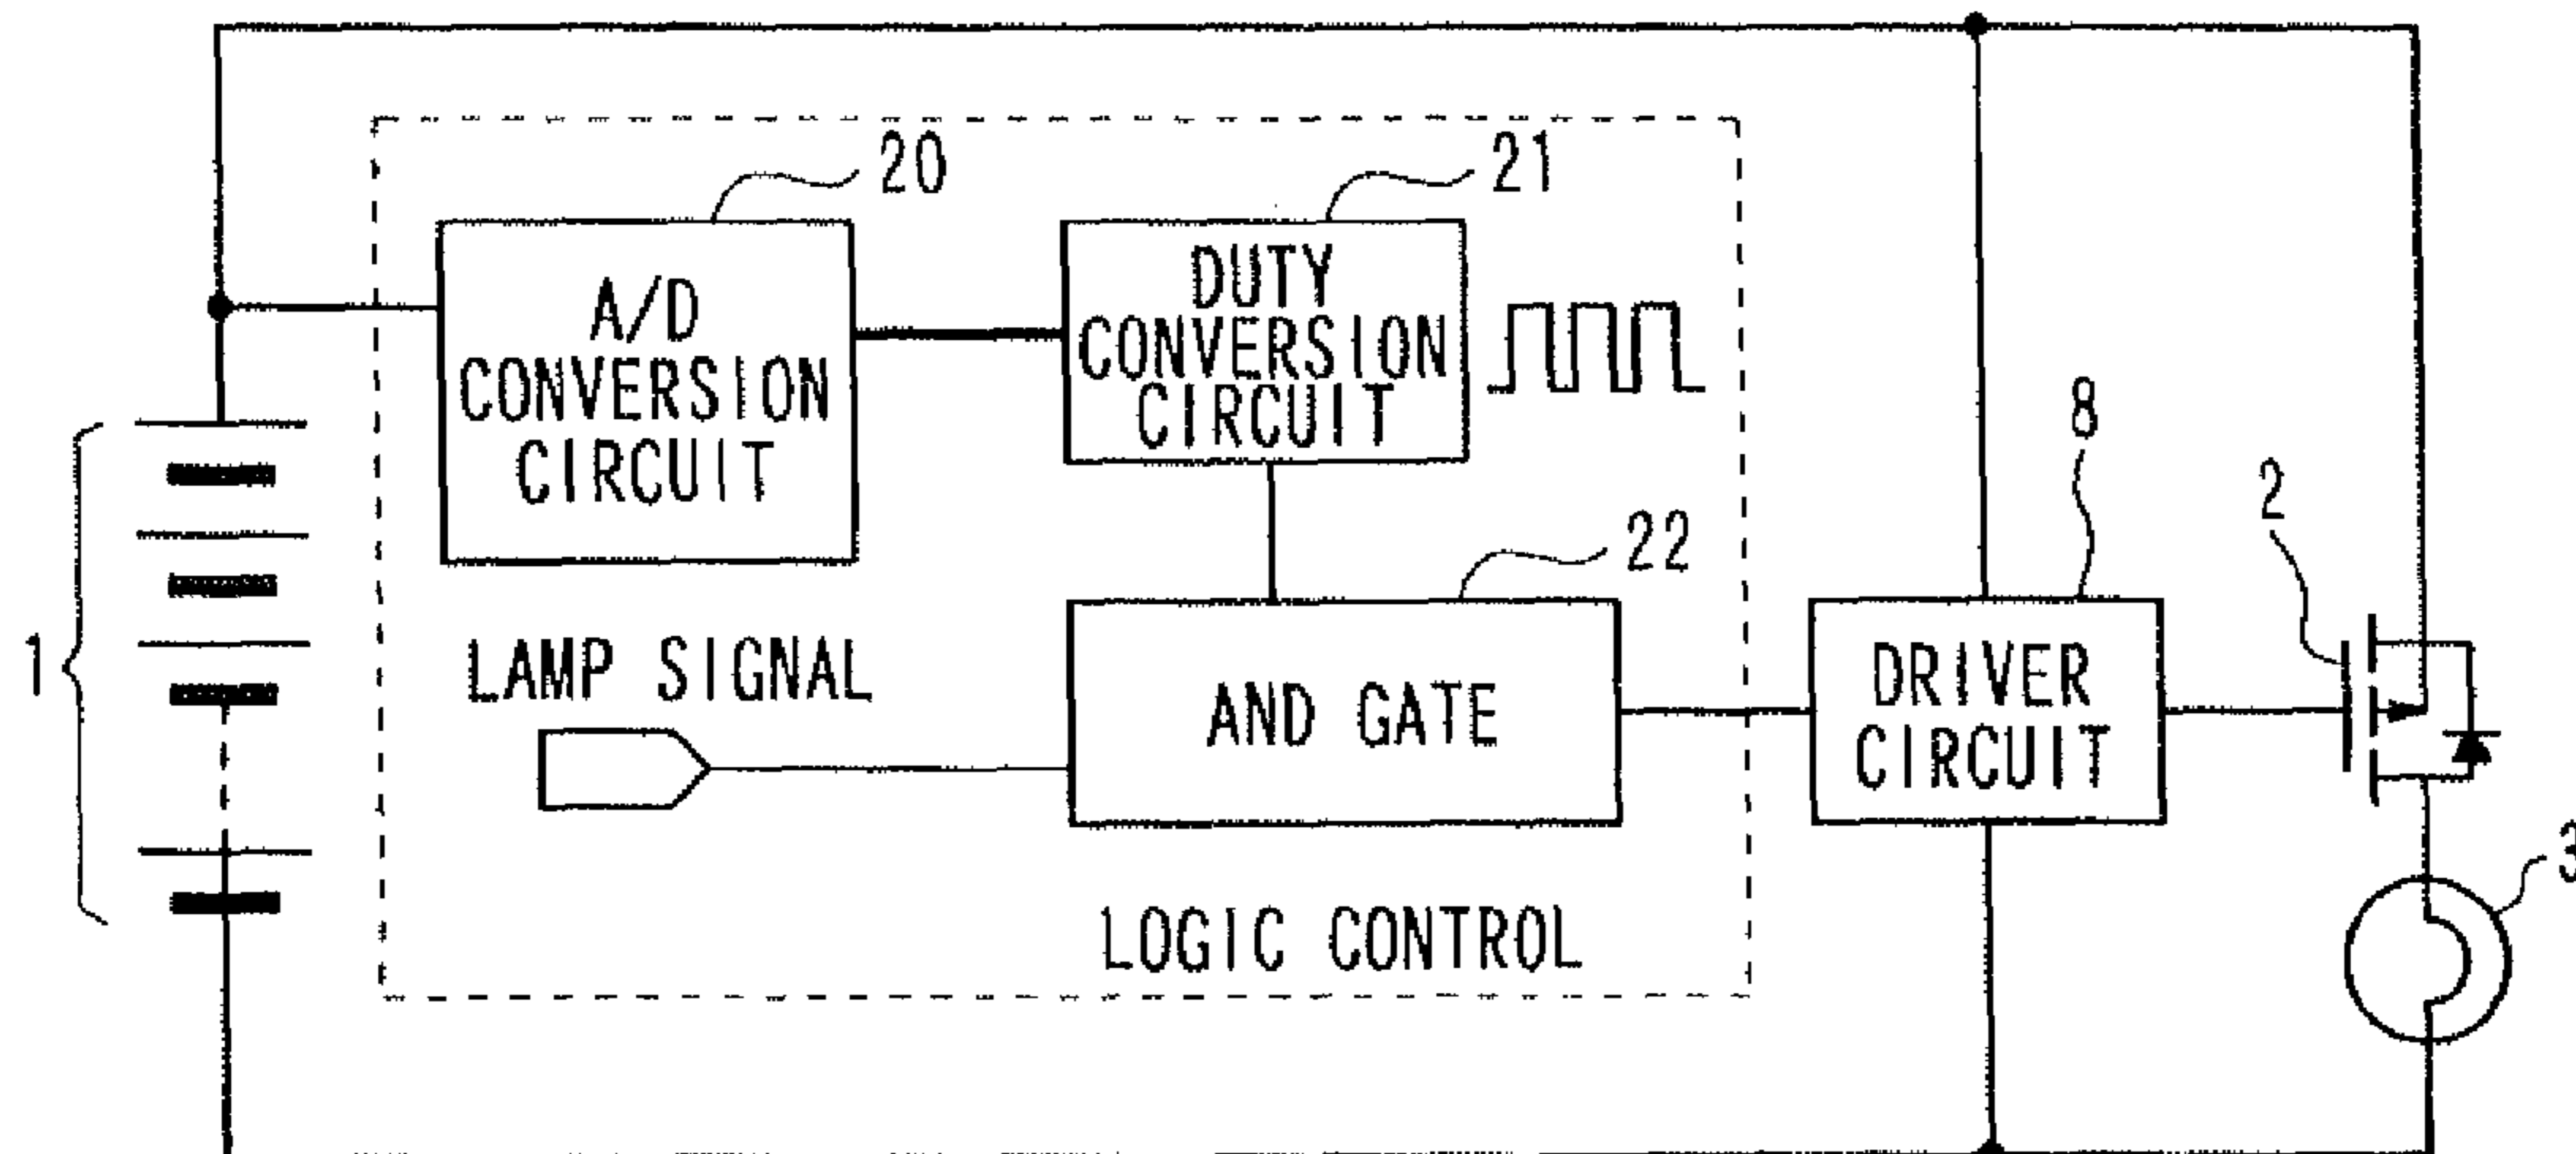 20
21
A/D
CONVERSION
CIRCUIT
DUTY
CONVERSION
CIRCUIT
8
2
22
1
LAMP SIGNAL
AND GATE
DRIVER
CIRCUIT
3
LOGIC CONTROL